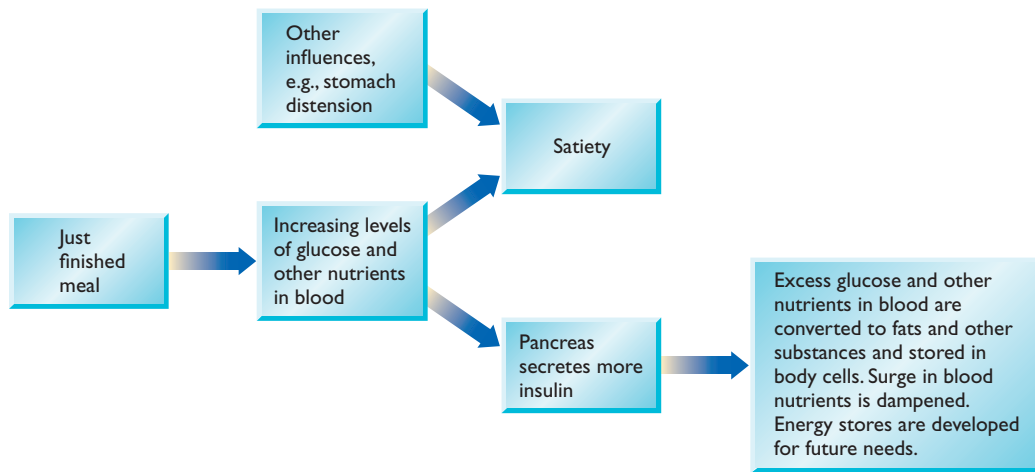 Other
influences,
e.g., stomach
distension
Satiety
Just
finished
meal
Increasing levels
of glucose and
other nutrients
in blood
Pancreas
secretes more
insulin
Excess glucose and other
nutrients in blood are
converted to fats and other
substances and stored in
body cells. Surge in blood
nutrients is dampened.
Energy stores are developed
for future needs.